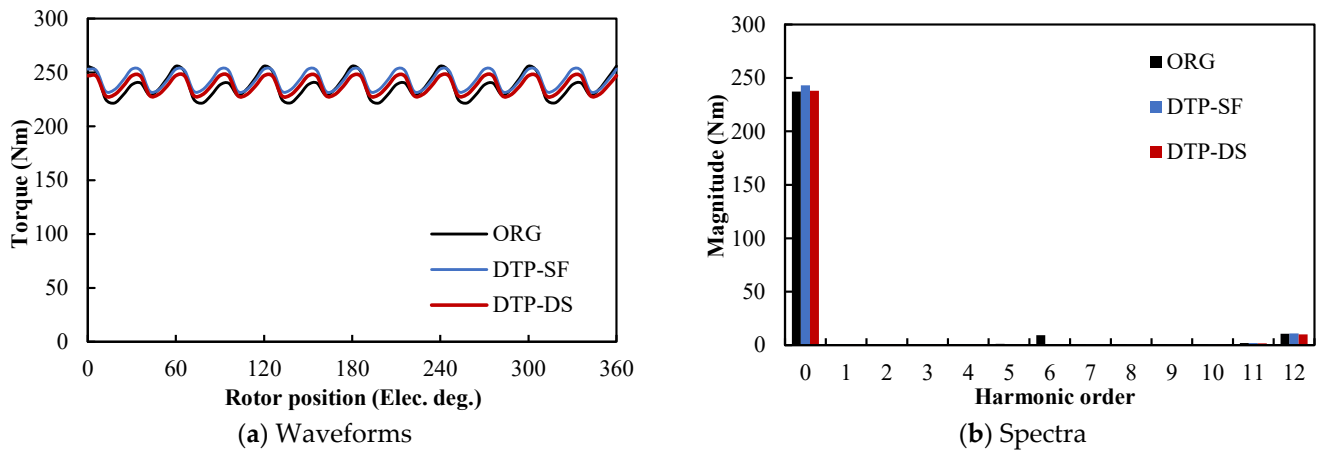 300
250
200
150
100
50
0
Torque (Nm)
ORG
DTP-SF
DTP-DS
0 60 120 180 240 300 360
Rotor position (Elec. deg.)
(a) Waveforms
300
250
200
150
100
50
0
Magnitude (Nm)
ORG
DTP-SF
DTP-DS
0 1 2 3 4 5 6 7 8 9 10 11 12
Harmonic order
(b) Spectra